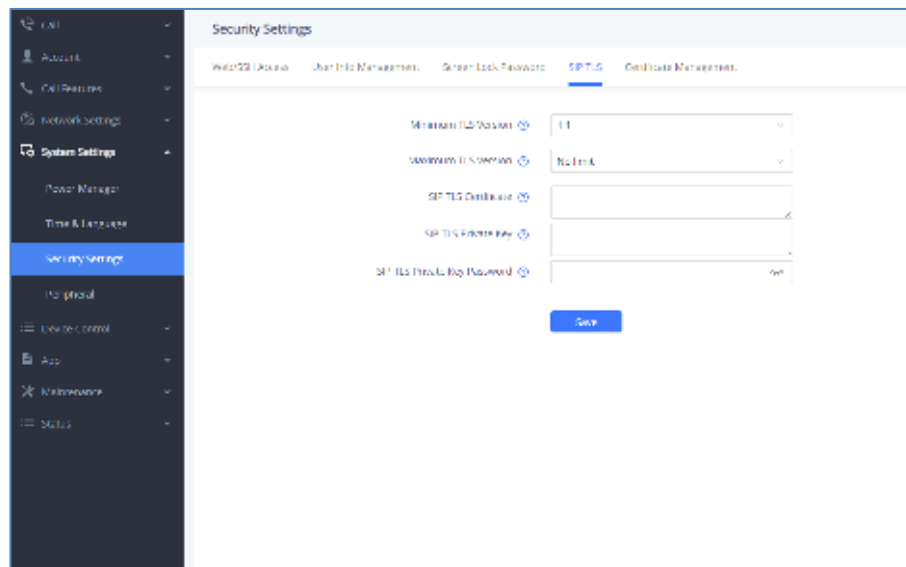 Call
Account
Call Features
Network Settings
System Settings
Power Manager
Time & Language
Security Settings
Peripheral
Device Control
App
Maintenance
Status
Security Settings
Web/SSH Access User Info Management Screen Lock Password SIP TLS Certificate Management
Minimum TLS Version 1.1
Maximum TLS Version No limit
SIP TLS Certificate
SIP TLS Private Key
SIP TLS Private Key Password
Save